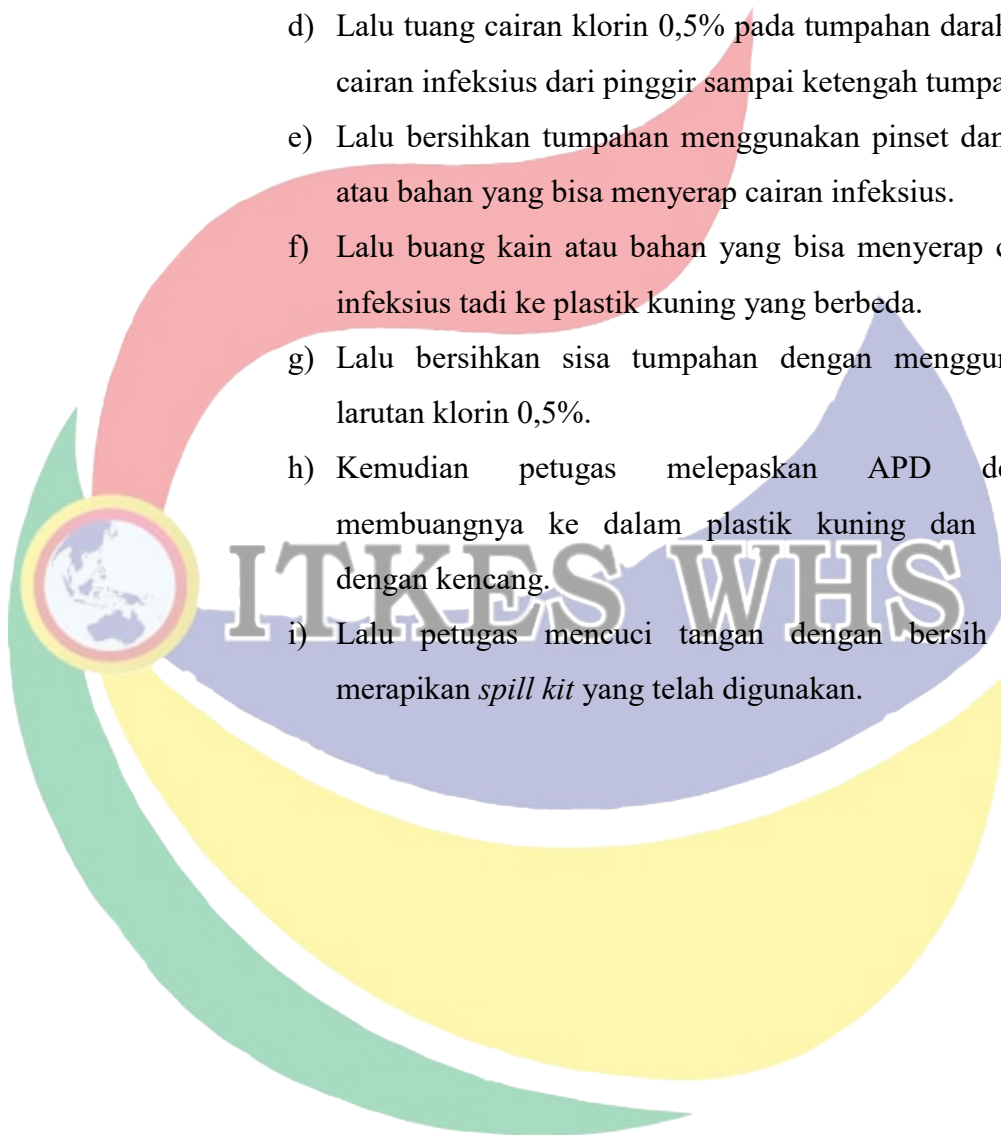 d) Lalu tuang cairan klorin 0,5% pada tumpahan darah
cairan infeksius dari pinggir sampai ketengah
e) Lalu bersihkan tumpahan menggunakan pinset dan
atau bahan yang bisa menyerap cairan infeksius.
f) Lalu buang kain atau bahan yang bisa menyerap
infeksius tadi ke plastik kuning yang berbeda.
g) Lalu bersihkan sisa tumpahan dengan
larutan klorin 0,5%.
h) Kemudian petugas melepaskan APD
membuangnya ke dalam plastik kuning dan
dengan kencang.
ITKES WHS
i) Lalu petugas mencuci tangan dengan bersih
merapikan spill kit yang telah digunakan.